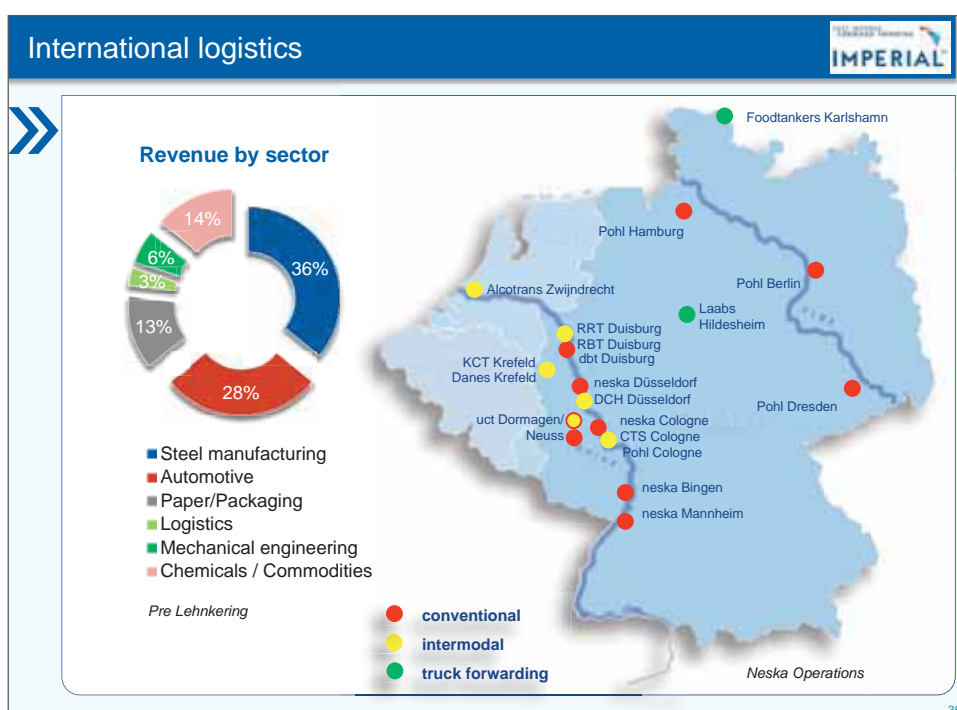 International logistics
IMPERIAL
Revenue by sector
14%
6%
3%
13%
28%
36%
Steel manufacturing
Automotive
Paper/Packaging
Logistics
Mechanical engineering
Chemicals / Commodities
Pre Lehnkering
Foodtankers Karlshamn
Pohl Hamburg
Pohl Berlin
Alcotrans Zwijndrecht
Laabs
Hildesheim
RRT Duisburg
RBT Duisburg
dbt Duisburg
KCT Krefeld
Danes Krefeld
neska Düsseldorf
DCH Düsseldorf
Pohl Dresden
uct Dormagen/
Neuss
neska Cologne
CTS Cologne
Pohl Cologne
neska Bingen
neska Mannheim
conventional
intermodal
truck forwarding
Neska Operations